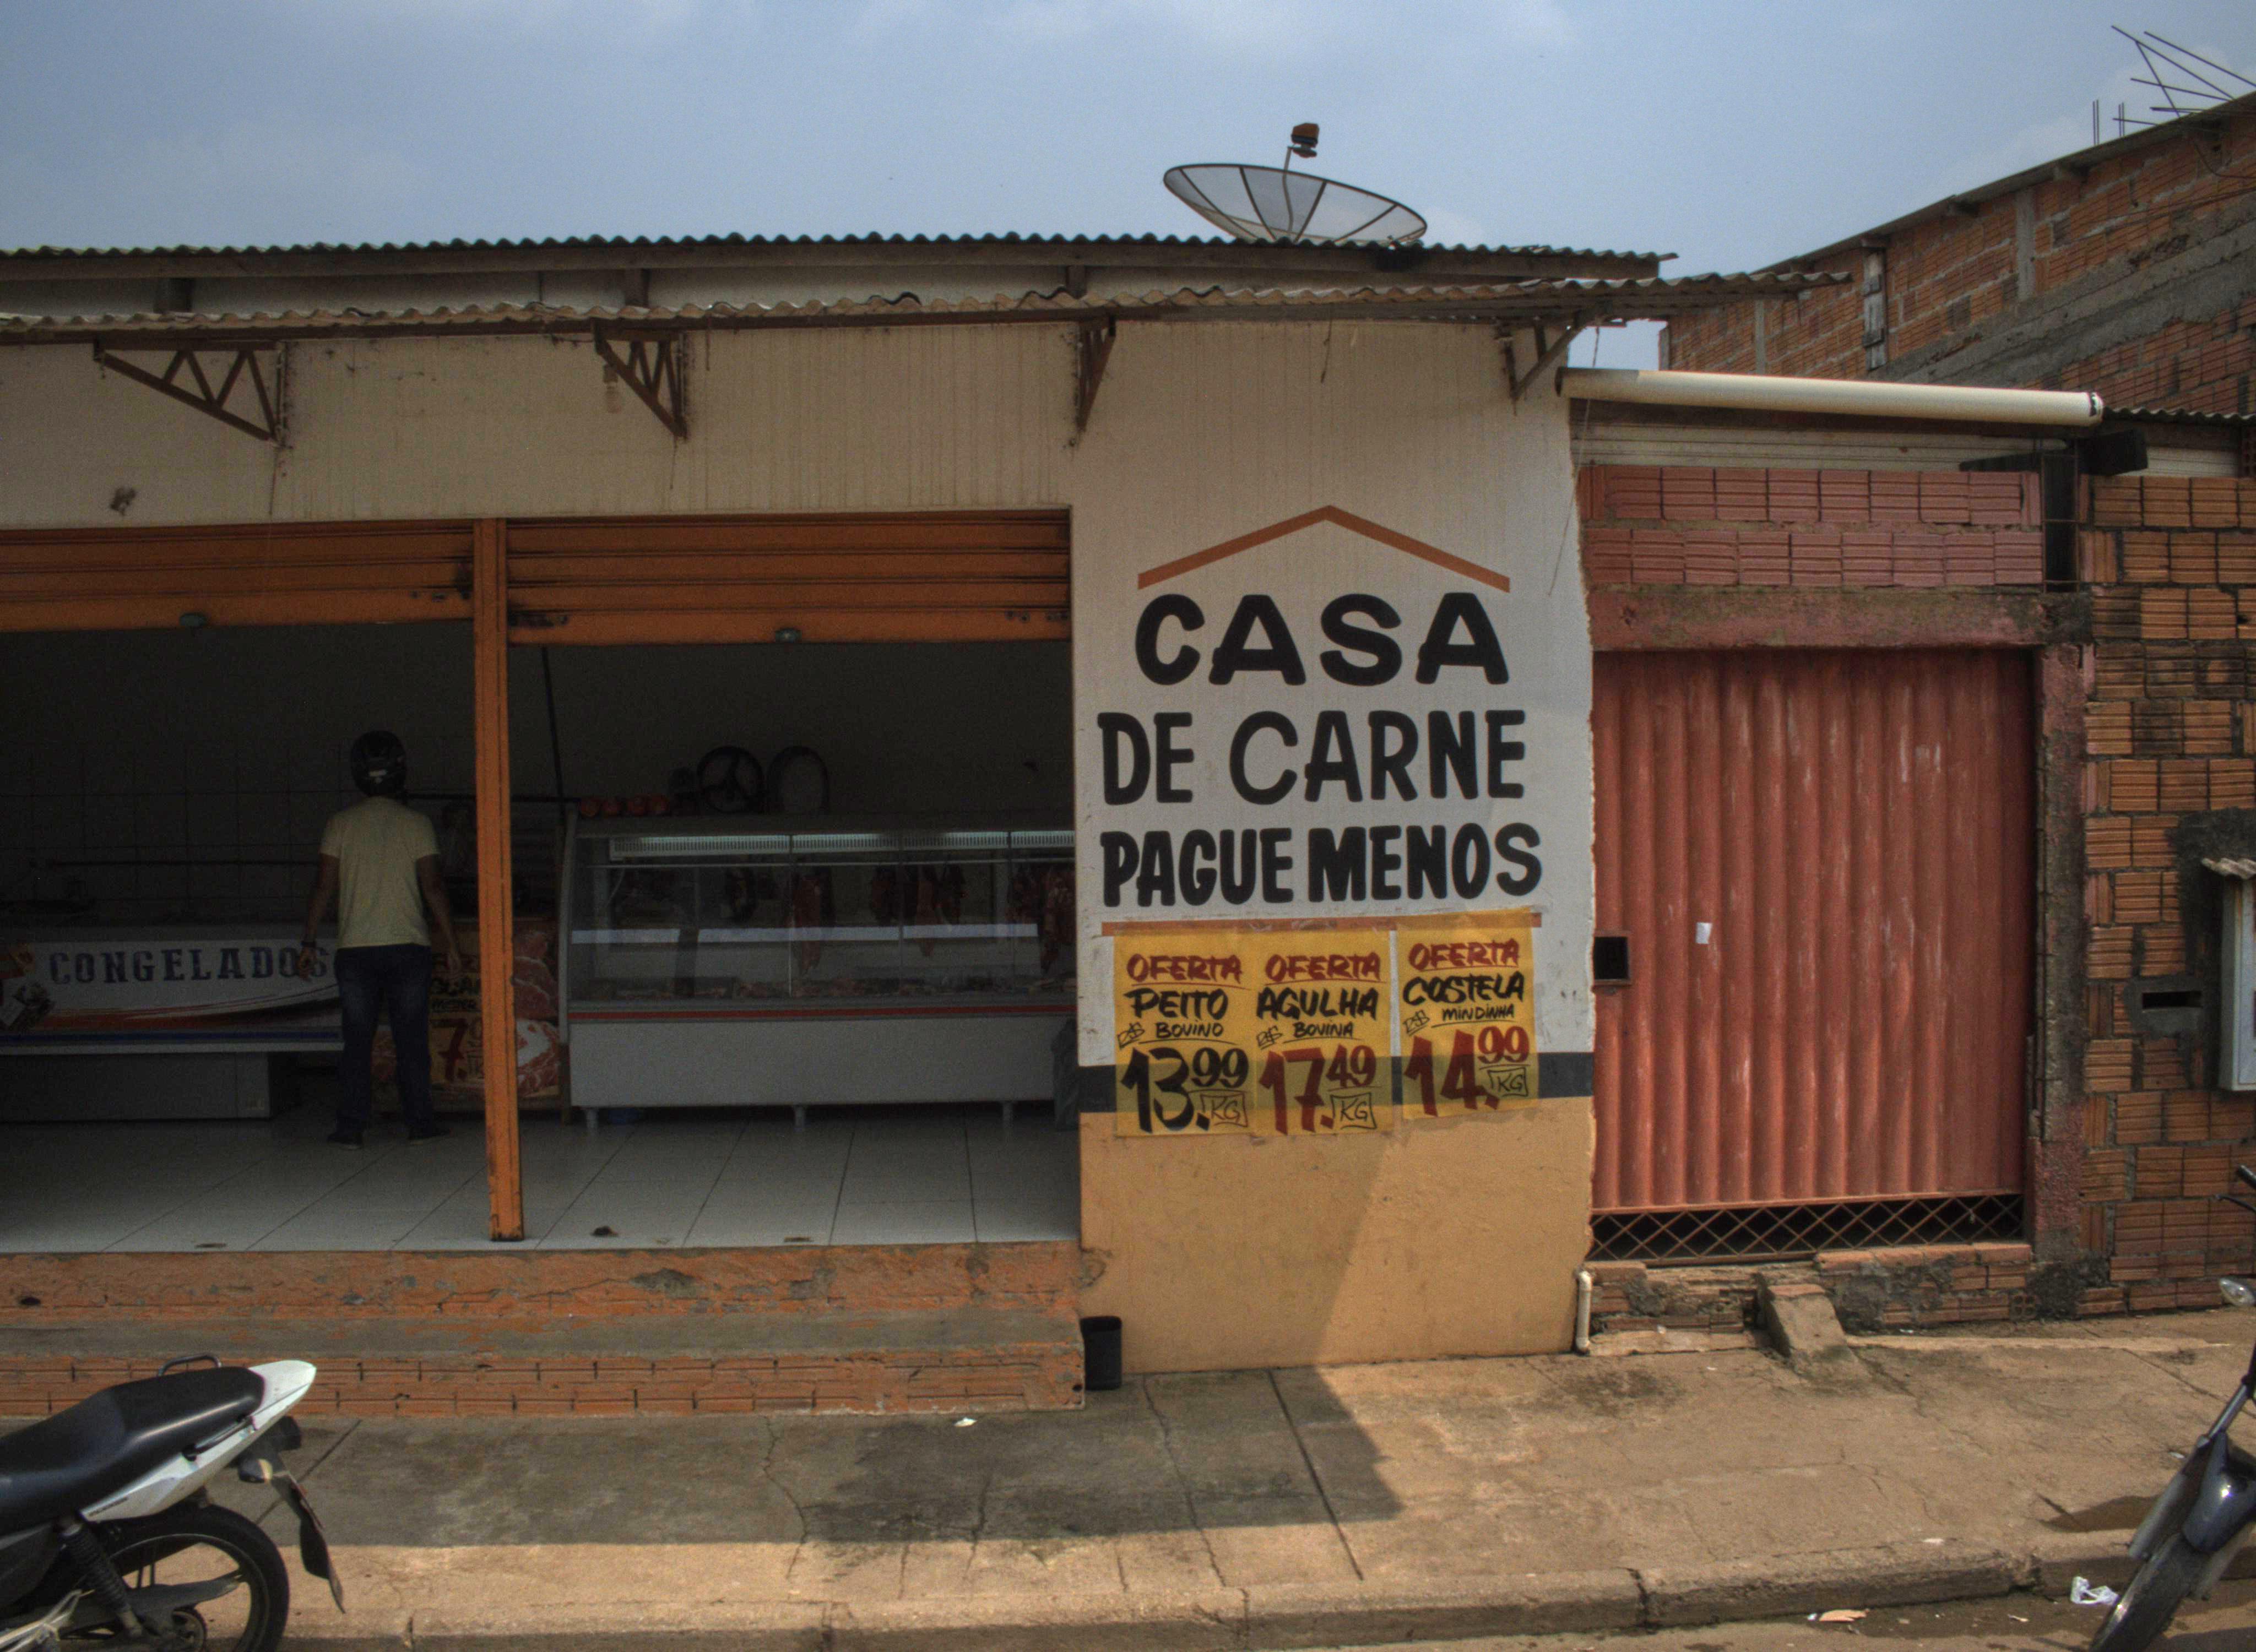 CASA
DE CARNE
PAGUE MENOS
OFERTA
PEITO
BOVINO
R$ 13.99 KG
OFERTA
AGULHA
BOVINA
R$ 17.49 KG
OFERTA
COSTELA
MINDINHA
R$ 14.99 KG
CONGELADOS